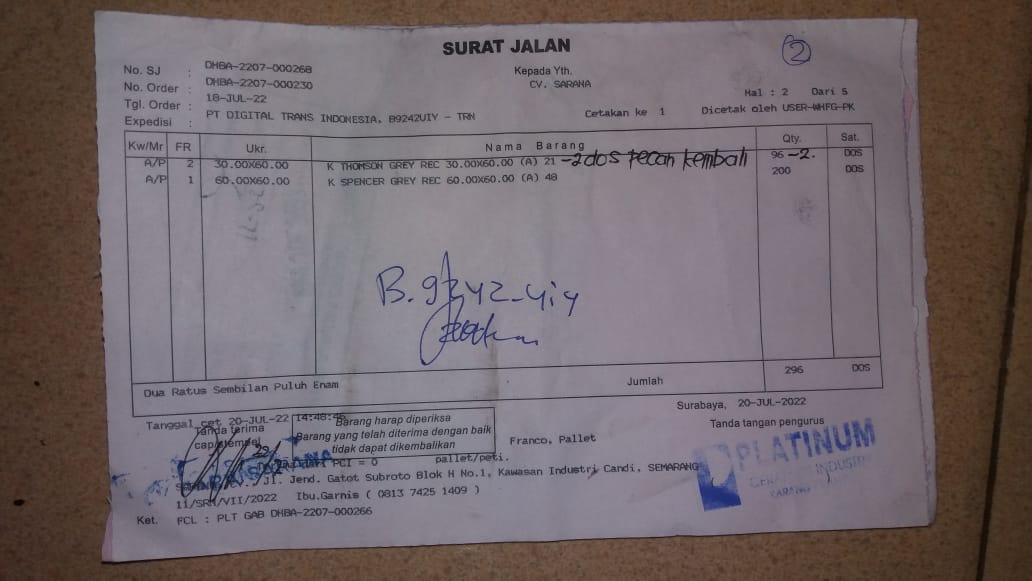 SURAT JALAN
2
No. SJ : DHBA-2207-000268
Kepada Yth.
No. Order : DHBA-2207-000230
CV. SARANA
Tgl. Order : 18-JUL-22
Hal : 2 Dari 5
Expedisi : PT DIGITAL TRANS INDONESIA, B9242UIY - TRN
Cetakan ke 1 Dicetak oleh USER-WHFG-PK
Kw/Mr FR Ukr. Nama Barang Qty. Sat.
A/P 2 30.00X60.00 K THOMSON GREY REC 30.00X60.00 (A) 21 -2 dos pecah kembali 96 -2. DOS
A/P 1 60.00X60.00 K SPENCER GREY REC 60.00X60.00 (A) 48 200 DOS
Dua Ratus Sembilan Puluh Enam Jumlah 296 DOS
Surabaya, 20-JUL-2022
Tanggal cet 20-JUL-22 14:48:45
Tanda terima
cap/stempel
Barang harap diperiksa
Barang yang telah diterima dengan baik
tidak dapat dikembalikan
Tanda tangan pengurus
Franco, Pallet
PCI = 0 pallet/peti.
Jl. Jend. Gatot Subroto Blok H No.1, Kawasan Industri Candi, SEMARANG
11/SRN/VII/2022 Ibu.Garnis ( 0813 7425 1409 )
Ket. FCL : PLT GAB DHBA-2207-000266
PLATINUM
INDUSTRY